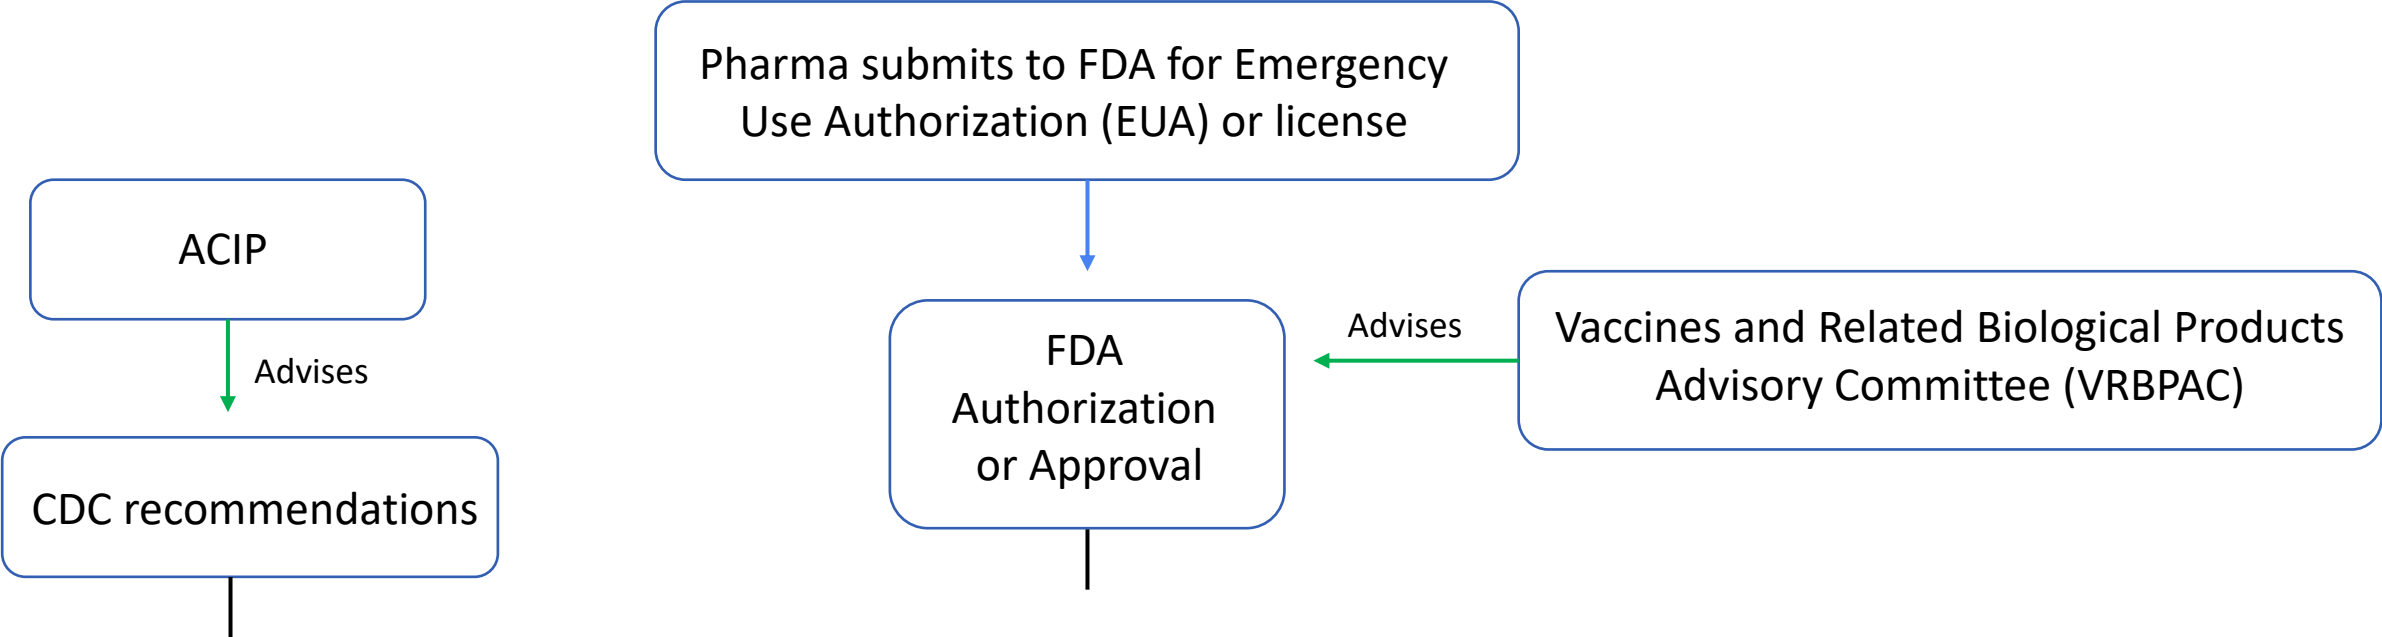 Pharma submits to FDA for Emergency
Use Authorization (EUA) or license
ACIP
Advises
CDC recommendations
FDA
Authorization
or Approval
Advises
Vaccines and Related Biological Products
Advisory Committee (VRBPAC)